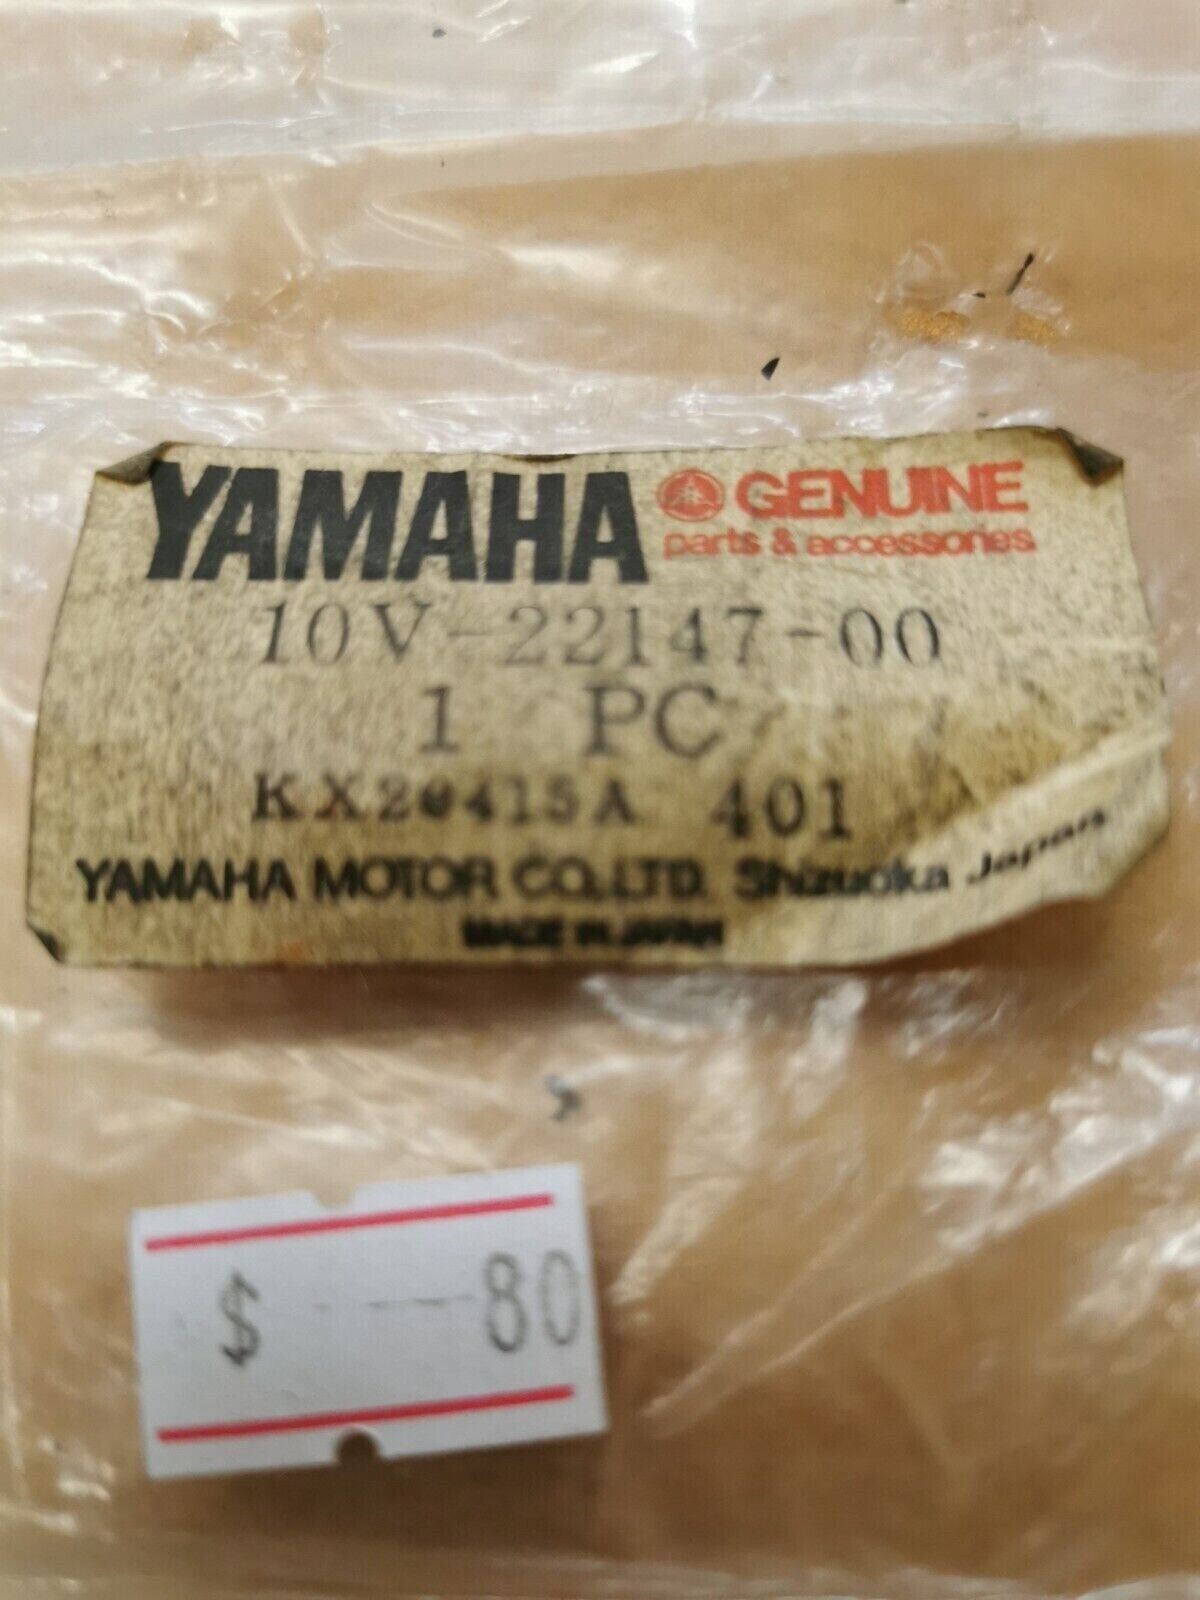 YAMAHA GENUINE
parts & accessories
10V-22147-00
1 PC
KX20415A 401
YAMAHA MOTOR CO.,LTD. Shizuoka Japan.
MADE IN JAPAN
$ ---80